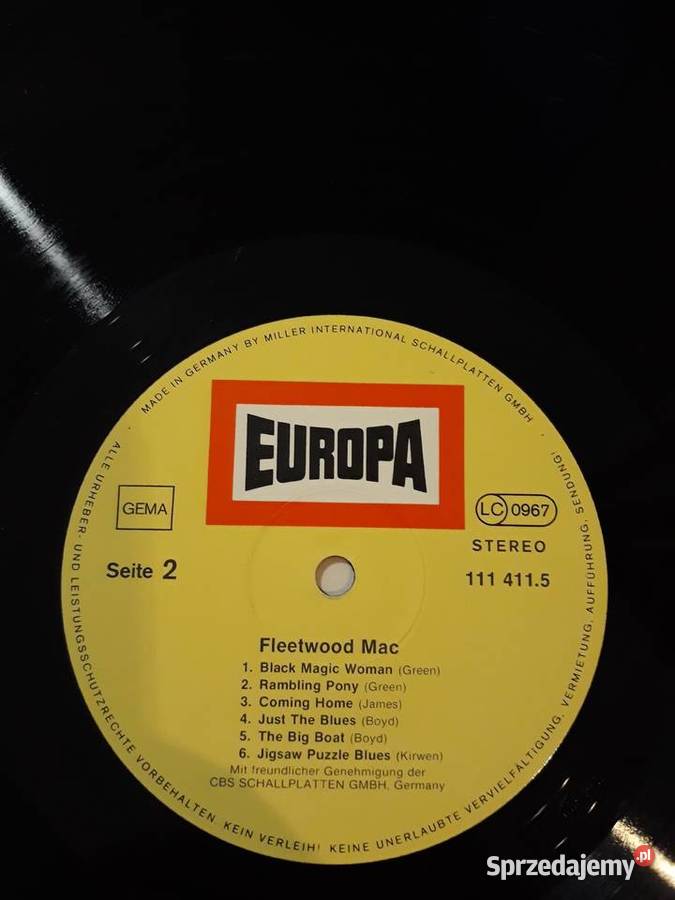 MADE IN GERMANY BY MILLER INTERNATIONAL SCHALLPLATTEN GMBH
EUROPA
GEMA
LC 0967
STEREO
Seite 2
111 411.5
Fleetwood Mac
1. Black Magic Woman (Green)
2. Rambling Pony (Green)
3. Coming Home (James)
4. Just The Blues (Boyd)
5. The Big Boat (Boyd)
6. Jigsaw Puzzle Blues (Kirwen)
Mit freundlicher Genehmigung der
CBS SCHALLPLATTEN GMBH, Germany
ALLE URHEBER- UND LEISTUNGSSCHUTZRECHTE VORBEHALTEN. KEIN VERLEIH! KEINE UNERLAUBTE VERVIELFÄLTIGUNG, VERMIETUNG, AUFFÜHRUNG, SENDUNG!
Sprzedajemy.pl